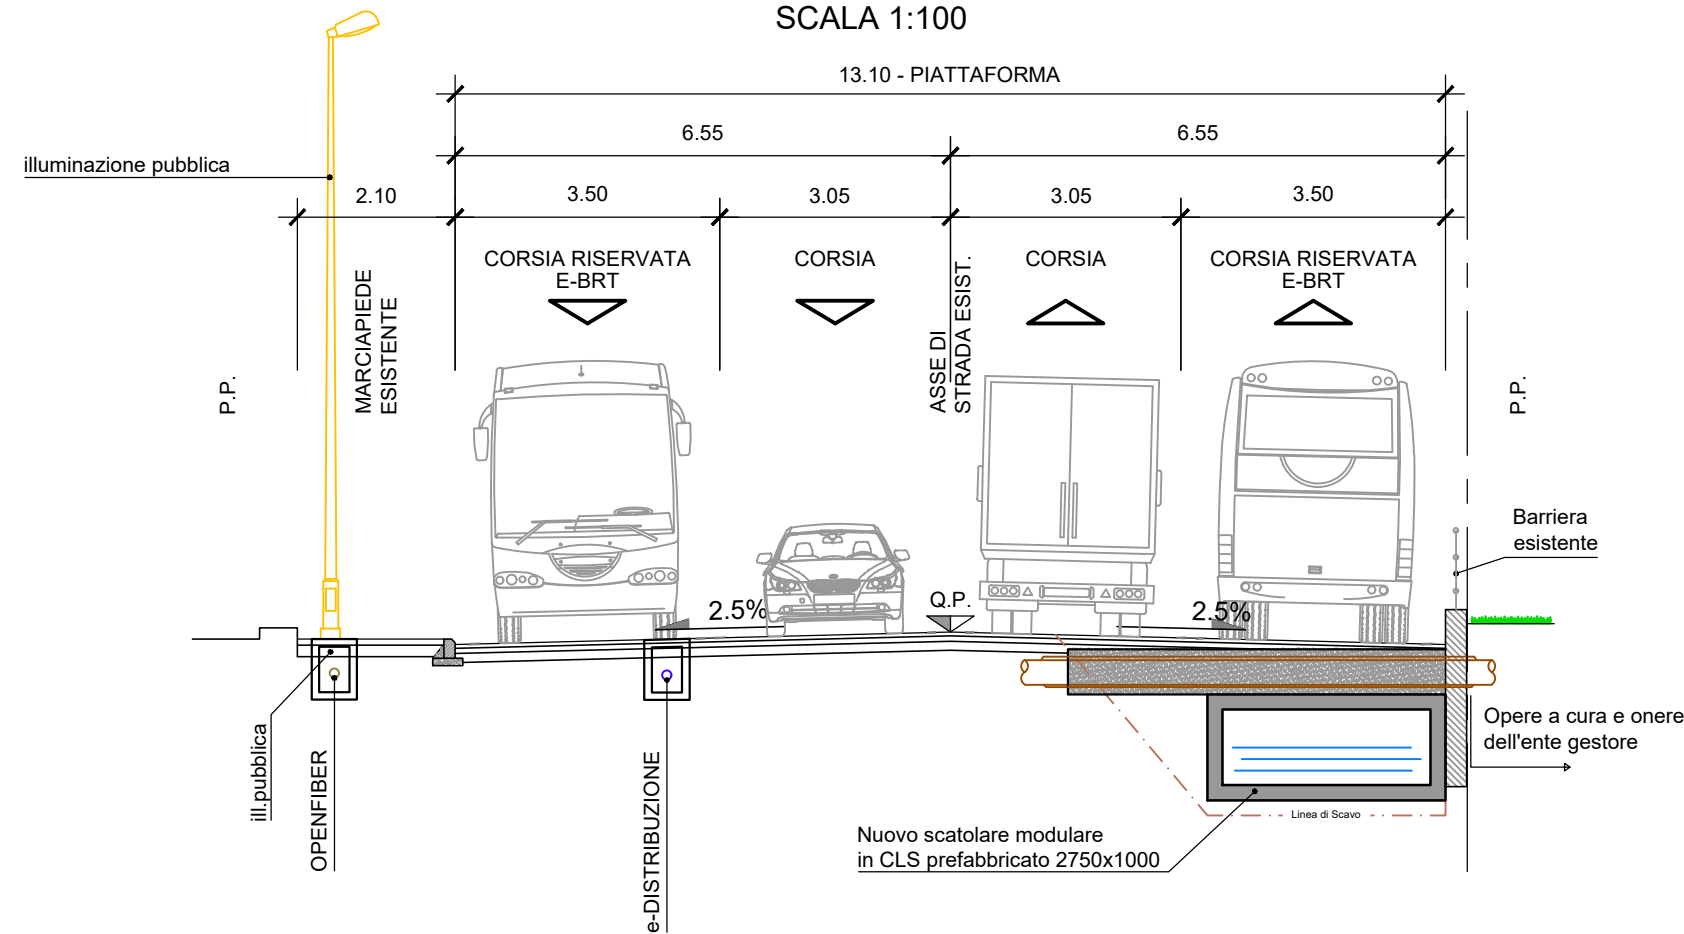 SCALA 1:100
13.10 - PIATTAFORMA
6.55
6.55
illuminazione pubblica
2.10
3.50
3.05
3.05
3.50
CORSIA RISERVATA
E-BRT
CORSIA
CORSIA
CORSIA RISERVATA
E-BRT
P.P.
MARCIAPIEDE
ESISTENTE
ASSE DI
STRADA ESIST.
P.P.
Barriera
esistente
2.5%
Q.P.
2.5%
ill.pubblica
OPENFIBER
e-DISTRIBUZIONE
Opere a cura e onere
dell'ente gestore
Linea di Scavo
Nuovo scatolare modulare
in CLS prefabbricato 2750x1000